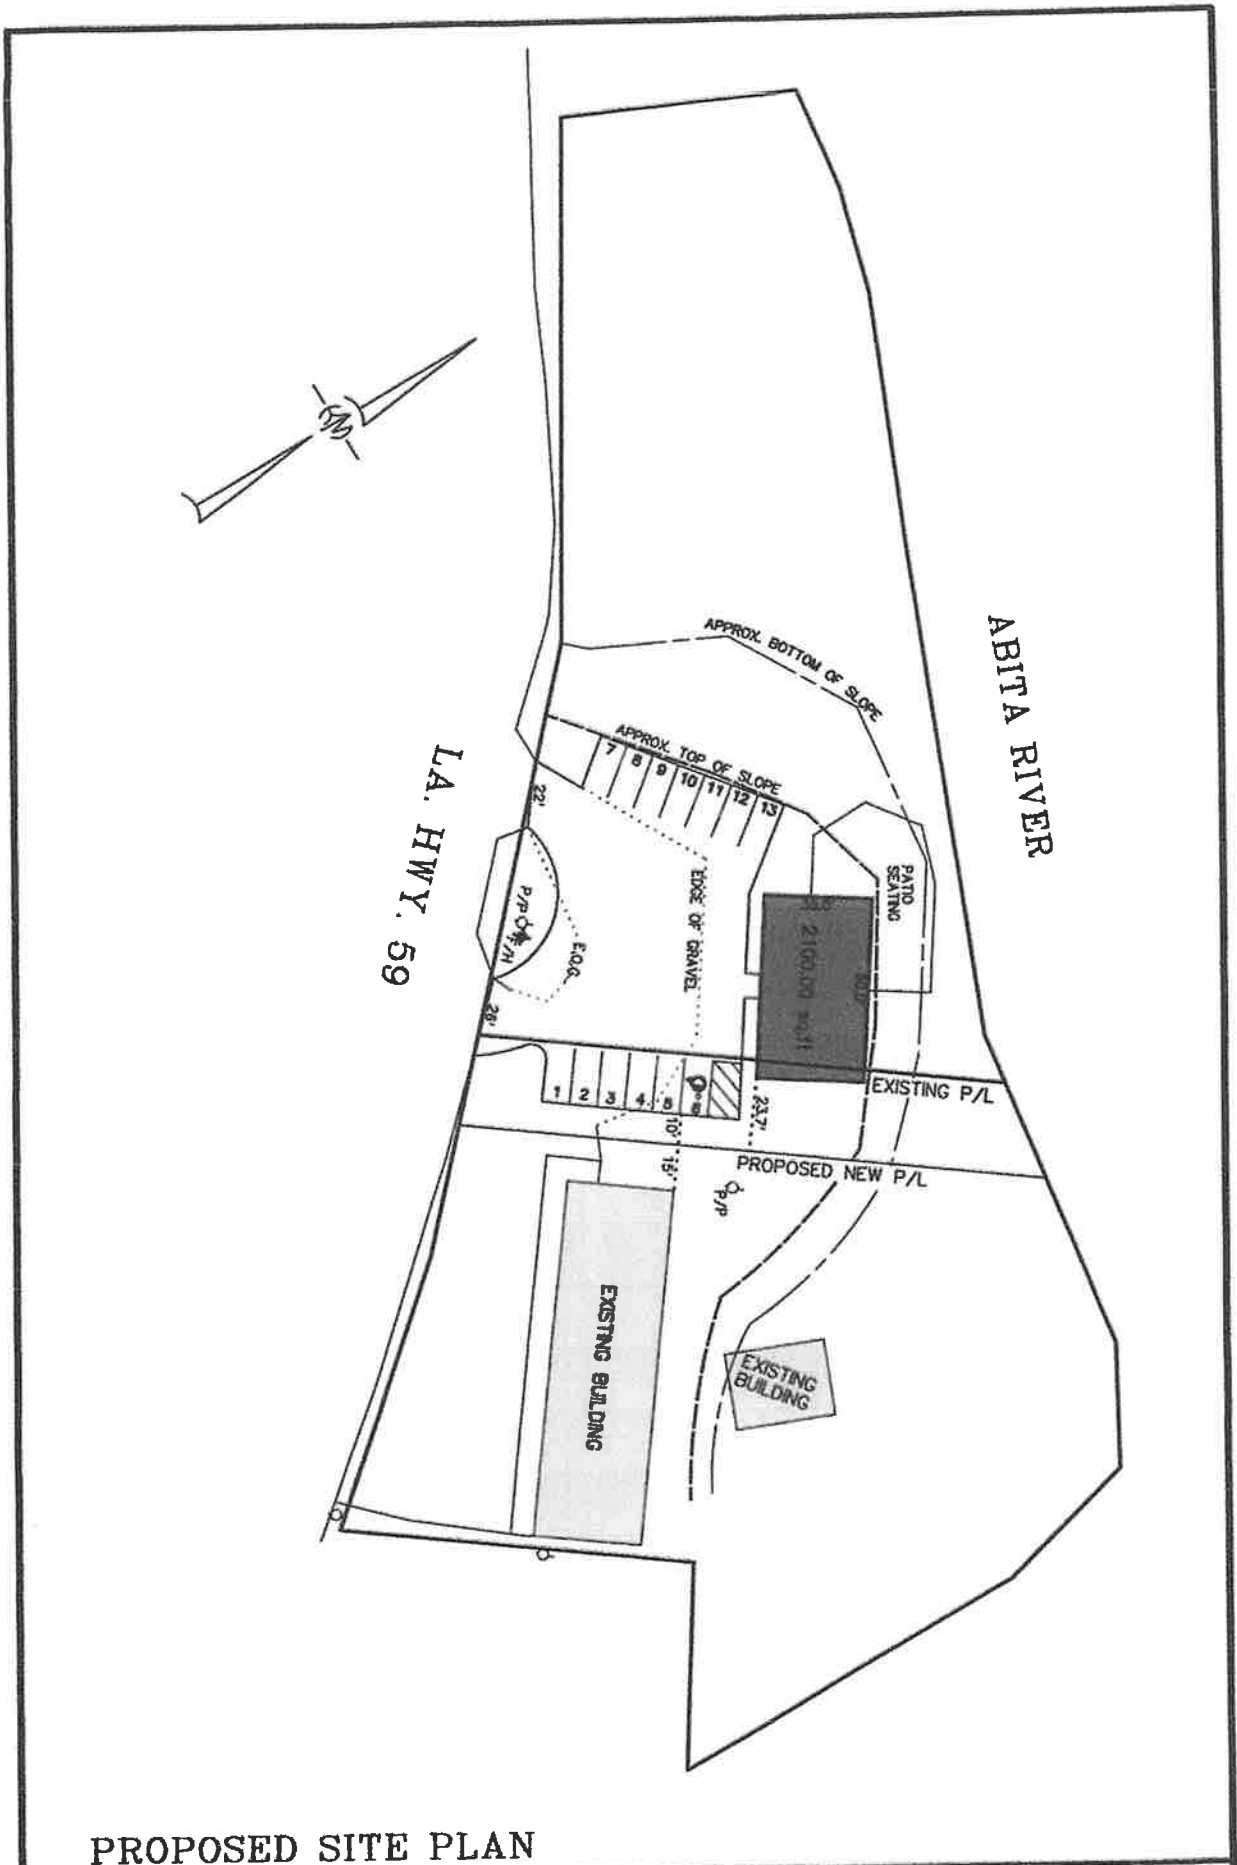 ABITA RIVER
APPROX. BOTTOM OF SLOPE
APPROX. TOP OF SLOPE
7
8
9
10
11
12
13
LA. HWY. 59
22'
PATIO
SEATING
EDGE OF GRAVEL
2100.00 sq.ft
P/P
F/H
E.O.G.
26'
EXISTING P/L
1
2
3
4
5
10'
23.7'
15'
PROPOSED NEW P/L
P/P
EXISTING BUILDING
EXISTING
BUILDING
PROPOSED SITE PLAN